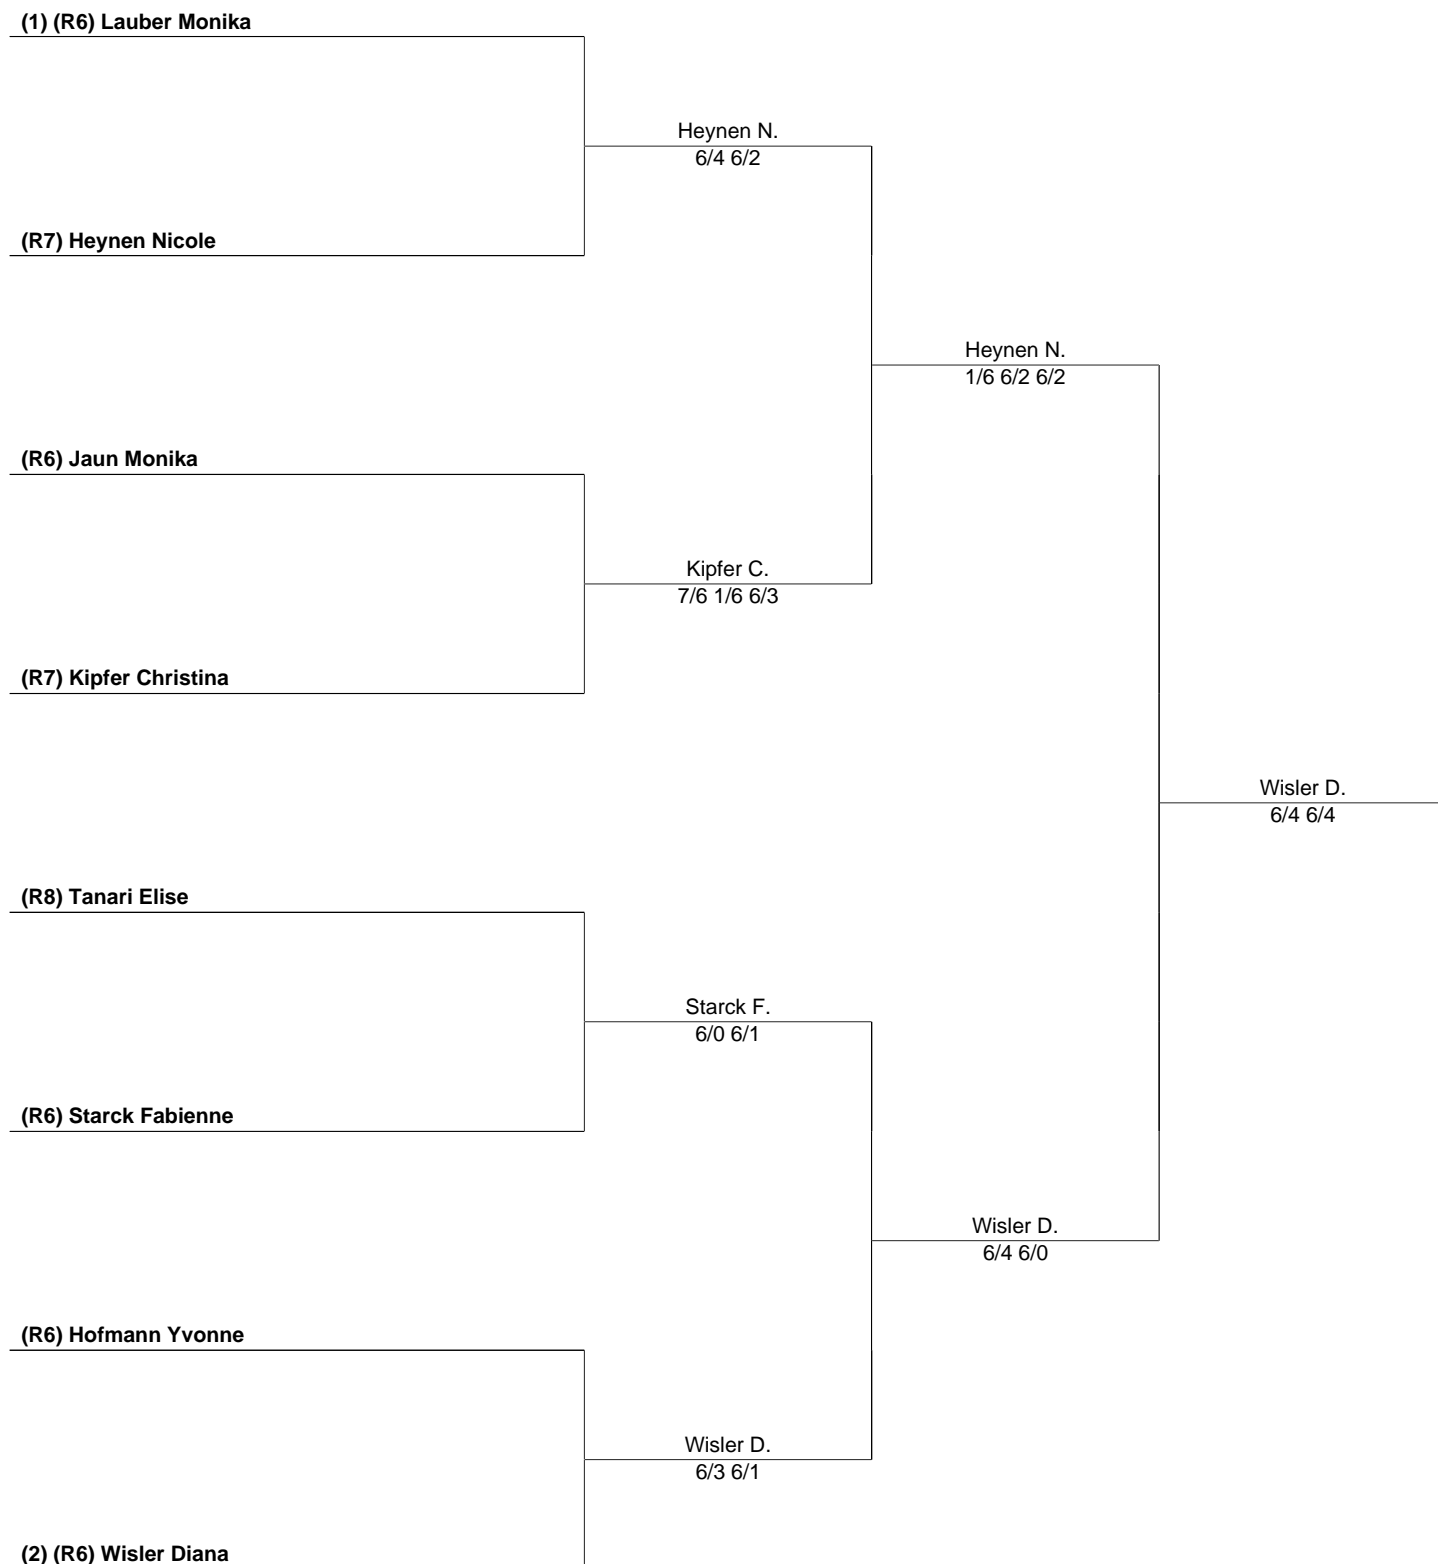 (1) (R6) Lauber Monika
Heynen N.
6/4 6/2
(R7) Heynen Nicole
Heynen N.
1/6 6/2 6/2
(R6) Jaun Monika
Kipfer C.
7/6 1/6 6/3
(R7) Kipfer Christina
Wisler D.
6/4 6/4
(R8) Tanari Elise
Starck F.
6/0 6/1
(R6) Starck Fabienne
Wisler D.
6/4 6/0
(R6) Hofmann Yvonne
Wisler D.
6/3 6/1
(2) (R6) Wisler Diana